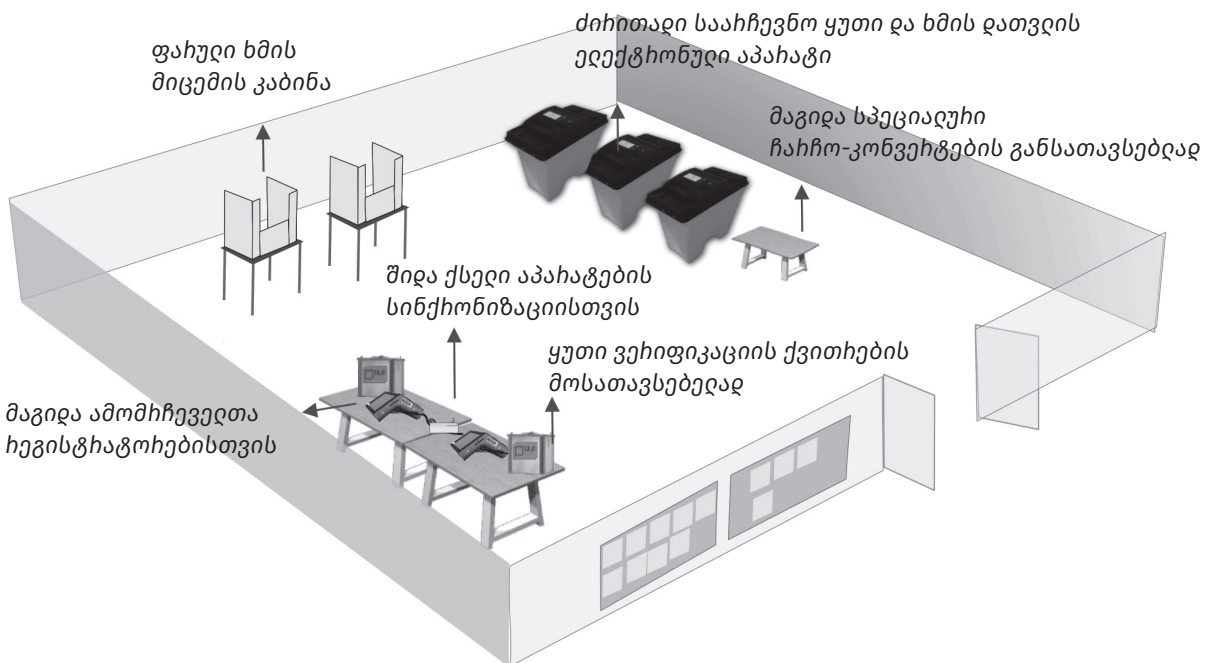 ძირითადი საარჩევნო ყუთი და ხმის დათვლის
ელექტრონული აპარატი
ფარული ხმის
მიცემის კაბინა
მაგიდა სპეციალური
ჩარჩო-კონვერტების განსათავსებლად
შიდა ქსელი აპარატების
სინქრონიზაციისთვის
ყუთი ვერიფიკაციის ქვითრების
მოსათავსებელად
მაგიდა ამომრჩეველთა
რეგისტრატორებისთვის